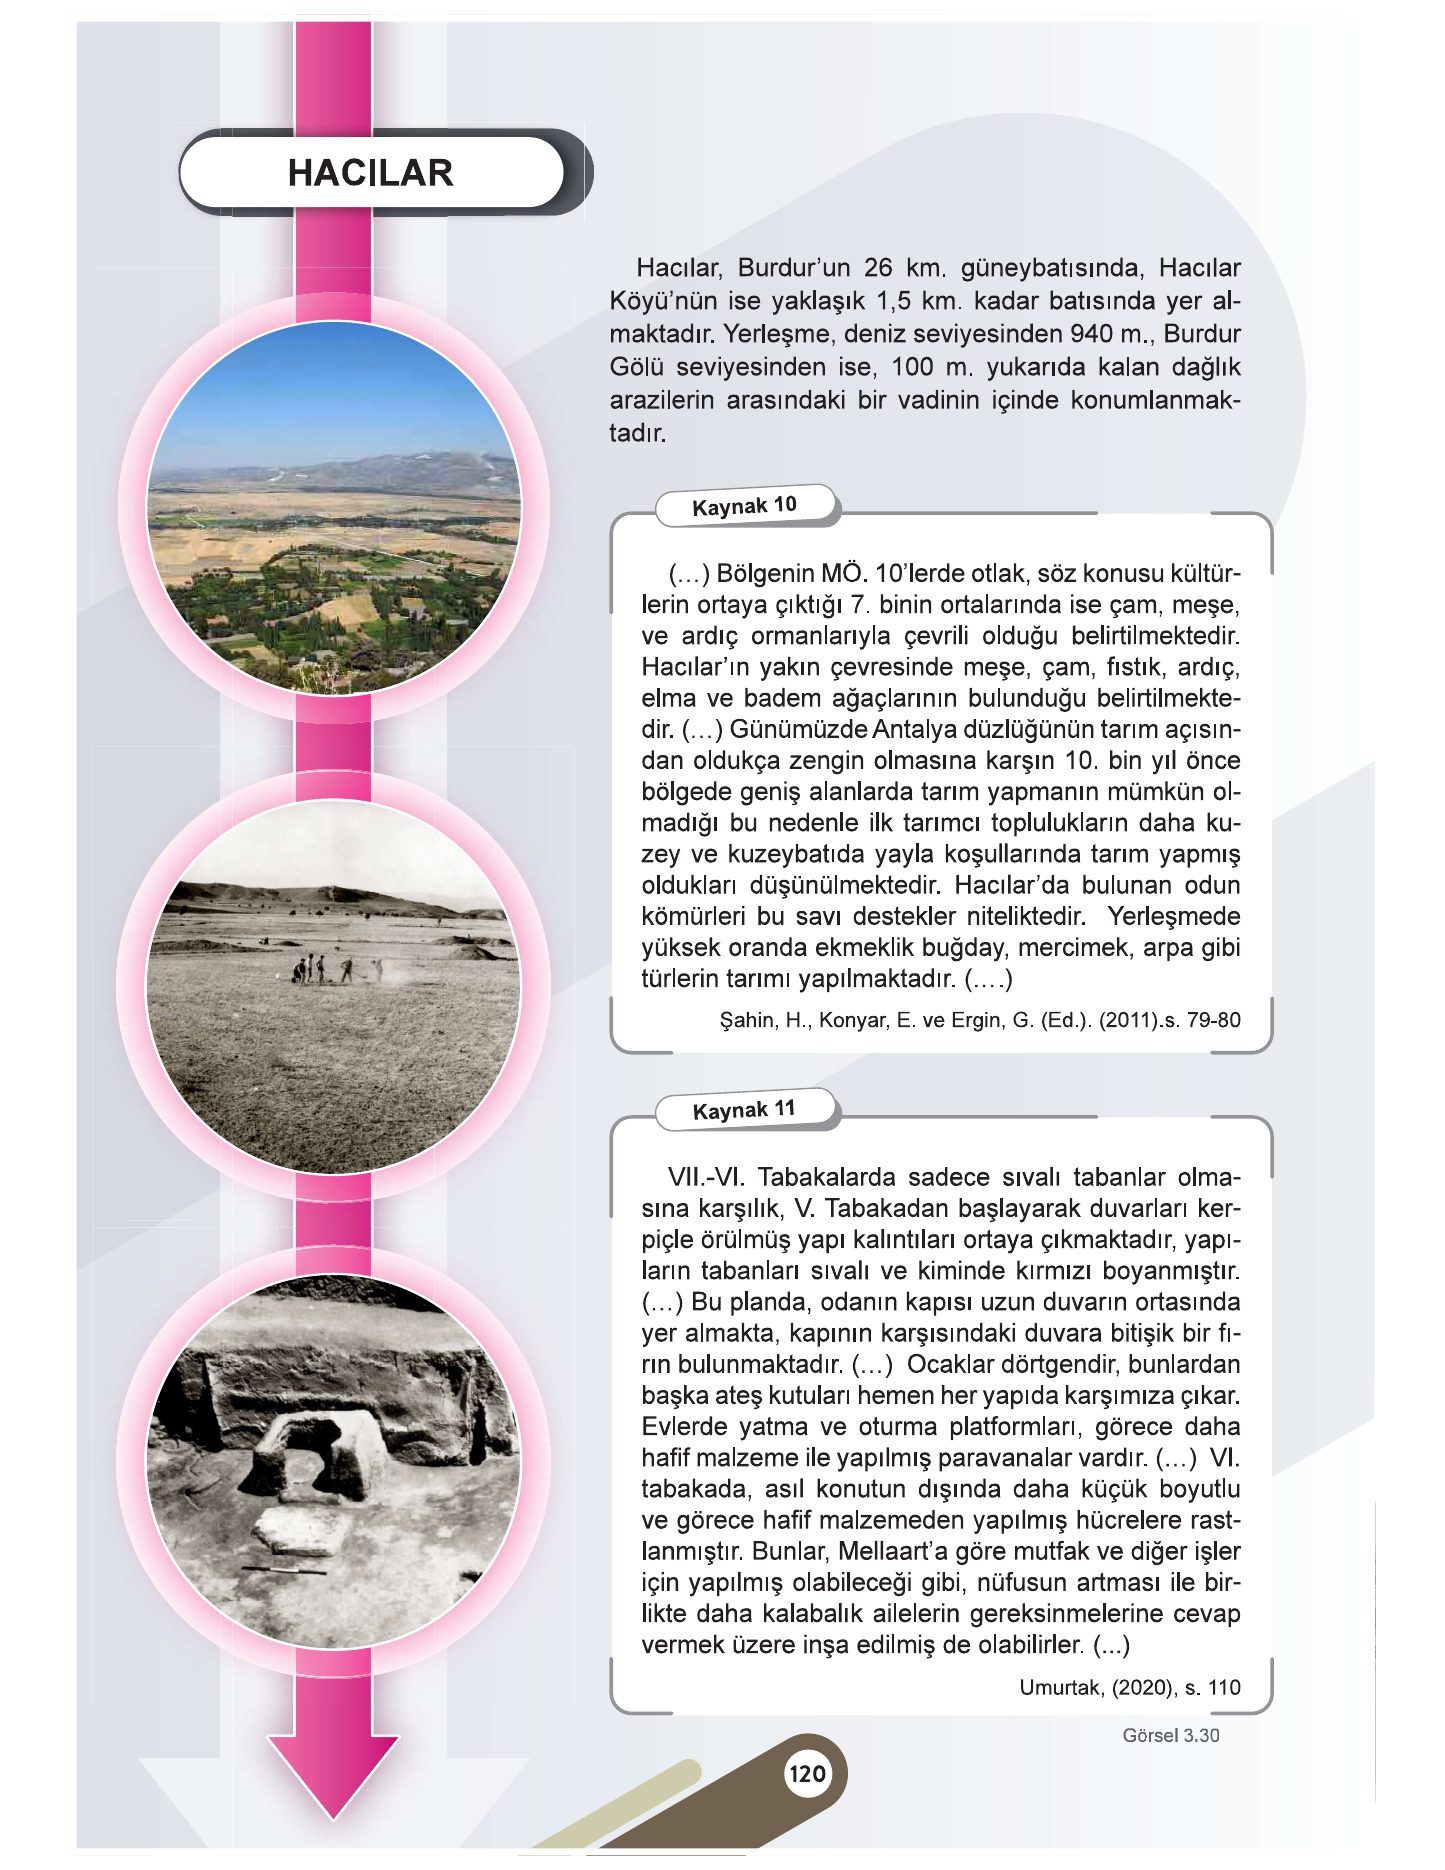 HACILAR
Hacılar, Burdur’un 26 km. güneybatısında, Hacılar
Köyü’nün ise yaklaşık 1,5 km. kadar batısında yer al-
maktadır. Yerleşme, deniz seviyesinden 940 m., Burdur
Gölü seviyesinden ise, 100 m. yukarıda kalan dağlık
arazilerin arasındaki bir vadinin içinde konumlanmak-
tadır.
Kaynak 10
(…) Bölgenin MÖ. 10’lerde otlak, söz konusu kültür-
lerin ortaya çıktığı 7. binin ortalarında ise çam, meşe,
ve ardıç ormanlarıyla çevrili olduğu belirtilmektedir.
Hacılar’ın yakın çevresinde meşe, çam, fıstık, ardıç,
elma ve badem ağaçlarının bulunduğu belirtilmekte-
dir. (…) Günümüzde Antalya düzlüğünün tarım açısın-
dan oldukça zengin olmasına karşın 10. bin yıl önce
bölgede geniş alanlarda tarım yapmanın mümkün ol-
madığı bu nedenle ilk tarımcı toplulukların daha ku-
zey ve kuzeybatıda yayla koşullarında tarım yapmış
oldukları düşünülmektedir. Hacılar’da bulunan odun
kömürleri bu savı destekler niteliktedir. Yerleşmede
yüksek oranda ekmeklik buğday, mercimek, arpa gibi
türlerin tarımı yapılmaktadır. (….)
Şahin, H., Konyar, E. ve Ergin, G. (Ed.). (2011).s. 79-80
Kaynak 11
VII.-VI. Tabakalarda sadece sıvalı tabanlar olma-
sına karşılık, V. Tabakadan başlayarak duvarları ker-
piçle örülmüş yapı kalıntıları ortaya çıkmaktadır, yapı-
ların tabanları sıvalı ve kiminde kırmızı boyanmıştır.
(…) Bu planda, odanın kapısı uzun duvarın ortasında
yer almakta, kapının karşısındaki duvara bitişik bir fı-
rın bulunmaktadır. (…) Ocaklar dörtgendir, bunlardan
başka ateş kutuları hemen her yapıda karşımıza çıkar.
Evlerde yatma ve oturma platformları, görece daha
hafif malzeme ile yapılmış paravanalar vardır. (…) VI.
tabakada, asıl konutun dışında daha küçük boyutlu
ve görece hafif malzemeden yapılmış hücrelere rast-
lanmıştır. Bunlar, Mellaart’a göre mutfak ve diğer işler
için yapılmış olabileceği gibi, nüfusun artması ile bir-
likte daha kalabalık ailelerin gereksinmelerine cevap
vermek üzere inşa edilmiş de olabilirler. (...)
Umurtak, (2020), s. 110
Görsel 3.30
120